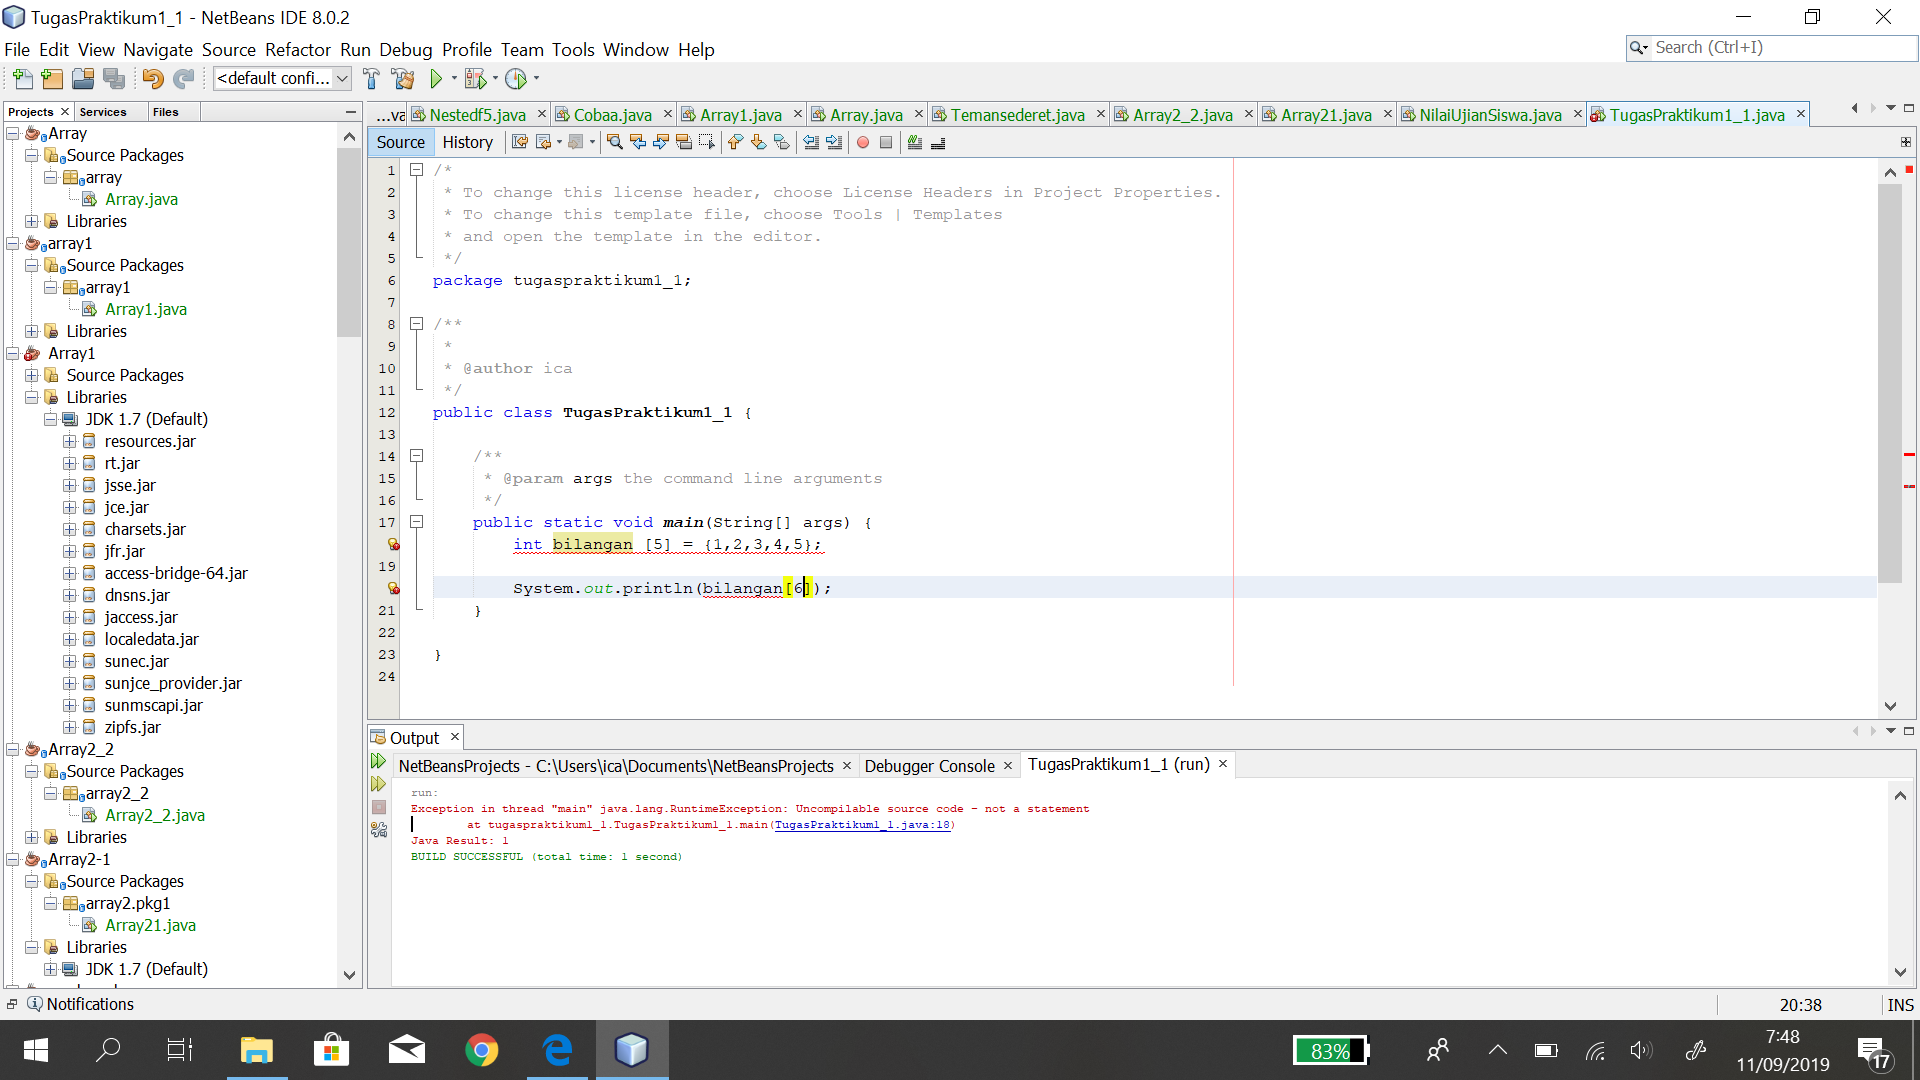 TugasPraktikum1_1 - NetBeans IDE 8.0.2
File Edit View Navigate Source Refactor Run Debug Profile Team Tools Window Help
Search (Ctrl+I)
<default confi...
Projects Services Files
Array
Source Packages
array
Array.java
Libraries
array1
Source Packages
array1
Array1.java
Libraries
Array1
Source Packages
Libraries
JDK 1.7 (Default)
resources.jar
rt.jar
jsse.jar
jce.jar
charsets.jar
jfr.jar
access-bridge-64.jar
dnsns.jar
jaccess.jar
localedata.jar
sunec.jar
sunjce_provider.jar
sunmscapi.jar
zipfs.jar
Array2_2
Source Packages
array2_2
Array2_2.java
Libraries
Array2-1
Source Packages
array2.pkg1
Array21.java
Libraries
JDK 1.7 (Default)
...va Nestedf5.java Cobaa.java Array1.java Array.java Temansederet.java Array2_2.java Array21.java NilaiUjianSiswa.java TugasPraktikum1_1.java
Source History
1 /*
2 * To change this license header, choose License Headers in Project Properties.
3 * To change this template file, choose Tools | Templates
4 * and open the template in the editor.
5 */
6 package tugaspraktikum1_1;
7
8 /**
9 *
10 * @author ica
11 */
12 public class TugasPraktikum1_1 {
13
14 /**
15 * @param args the command line arguments
16 */
17 public static void main(String[] args) {
int bilangan [5] = {1,2,3,4,5};
19
System.out.println(bilangan[6]);
21 }
22
23 }
24
Output
NetBeansProjects - C:\Users\ica\Documents\NetBeansProjects Debugger Console TugasPraktikum1_1 (run)
run:
Exception in thread "main" java.lang.RuntimeException: Uncompilable source code - not a statement
at tugaspraktikum1_1.TugasPraktikum1_1.main(TugasPraktikum1_1.java:18)
Java Result: 1
BUILD SUCCESSFUL (total time: 1 second)
Notifications
20:38 INS
83%
7:48
11/09/2019
17